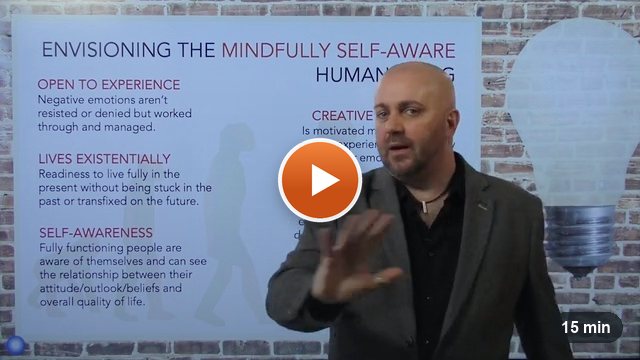 ENVISIONING THE MINDFULLY SELF-AWARE
HUMAN
OPEN TO EXPERIENCE
Negative emotions aren't
resisted or denied but worked
through and managed.
LIVES EXISTENTIALLY
Readiness to live fully in the
present without being stuck in the
past or transfixed on the future.
SELF-AWARENESS
Fully functioning people are
aware of themselves and can see
the relationship between their
attitude/outlook/beliefs and
overall quality of life.
CREATIVE
Is motivated
15 min